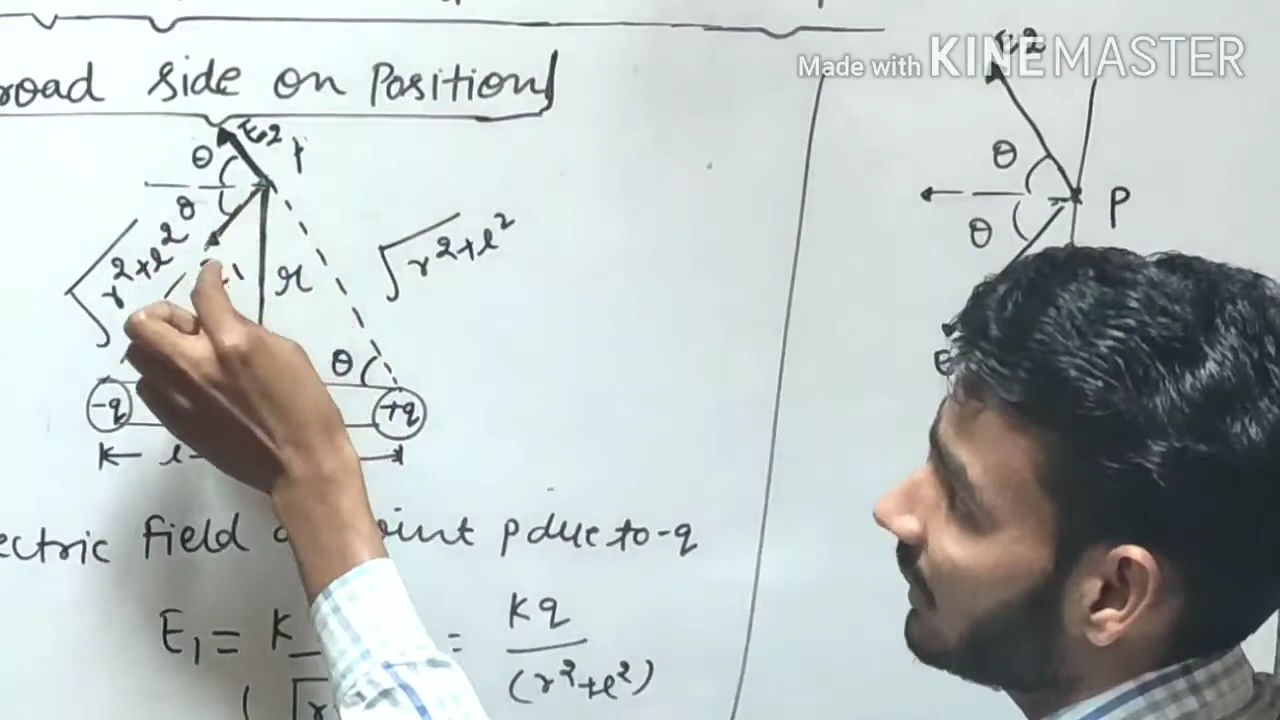 Made with KINEMASTER
road side on Position
E2
E2
θ
P
θ
θ
P
θ
√r²+l²
√r²+l²
r
θ
-q
+q
l
ectric field point p due to -q
E₁ = K = Kq/(r²+l²)